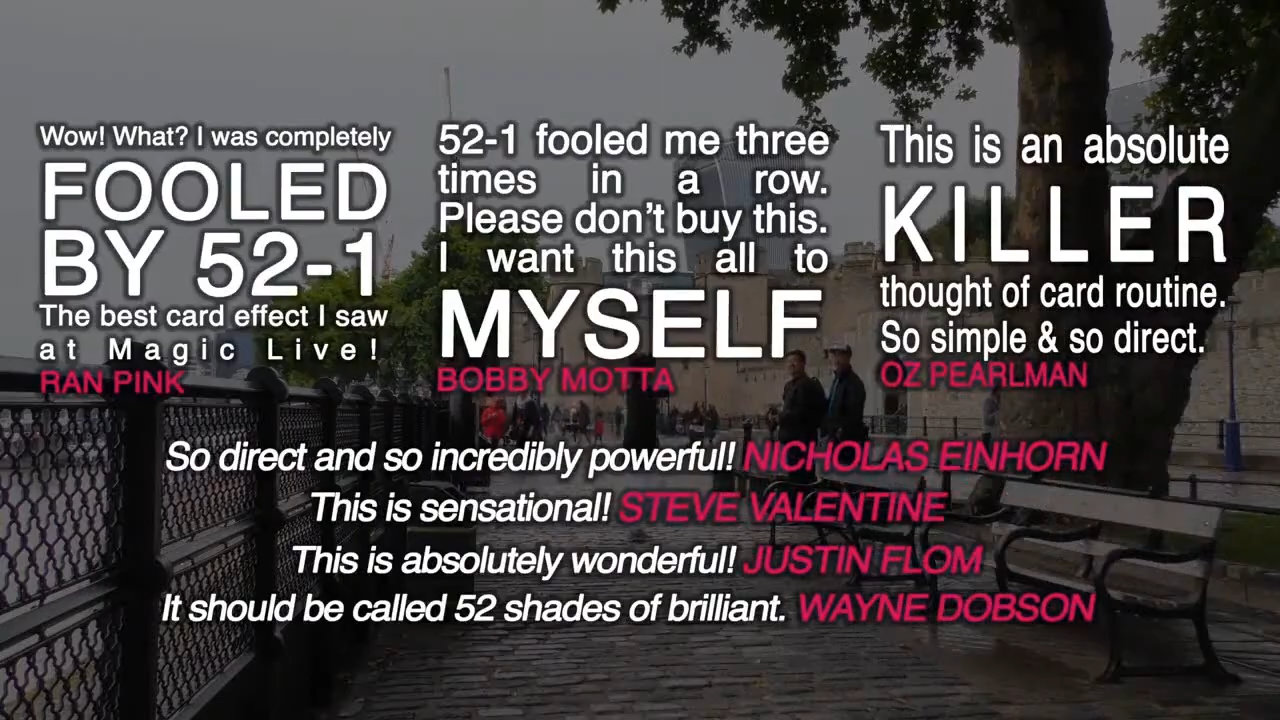 Wow! What? I was completely
FOOLED
BY 52-1
The best card effect I saw
at Magic Live!
RAN PINK
52-1 fooled me three
times in a row.
Please don't buy this.
I want this all to
MYSELF
BOBBY MOTTA
This is an absolute
KILLER
thought of card routine.
So simple & so direct.
OZ PEARLMAN
So direct and so incredibly powerful! NICHOLAS EINHORN
This is sensational! STEVE VALENTINE
This is absolutely wonderful! JUSTIN FLOM
It should be called 52 shades of brilliant. WAYNE DOBSON